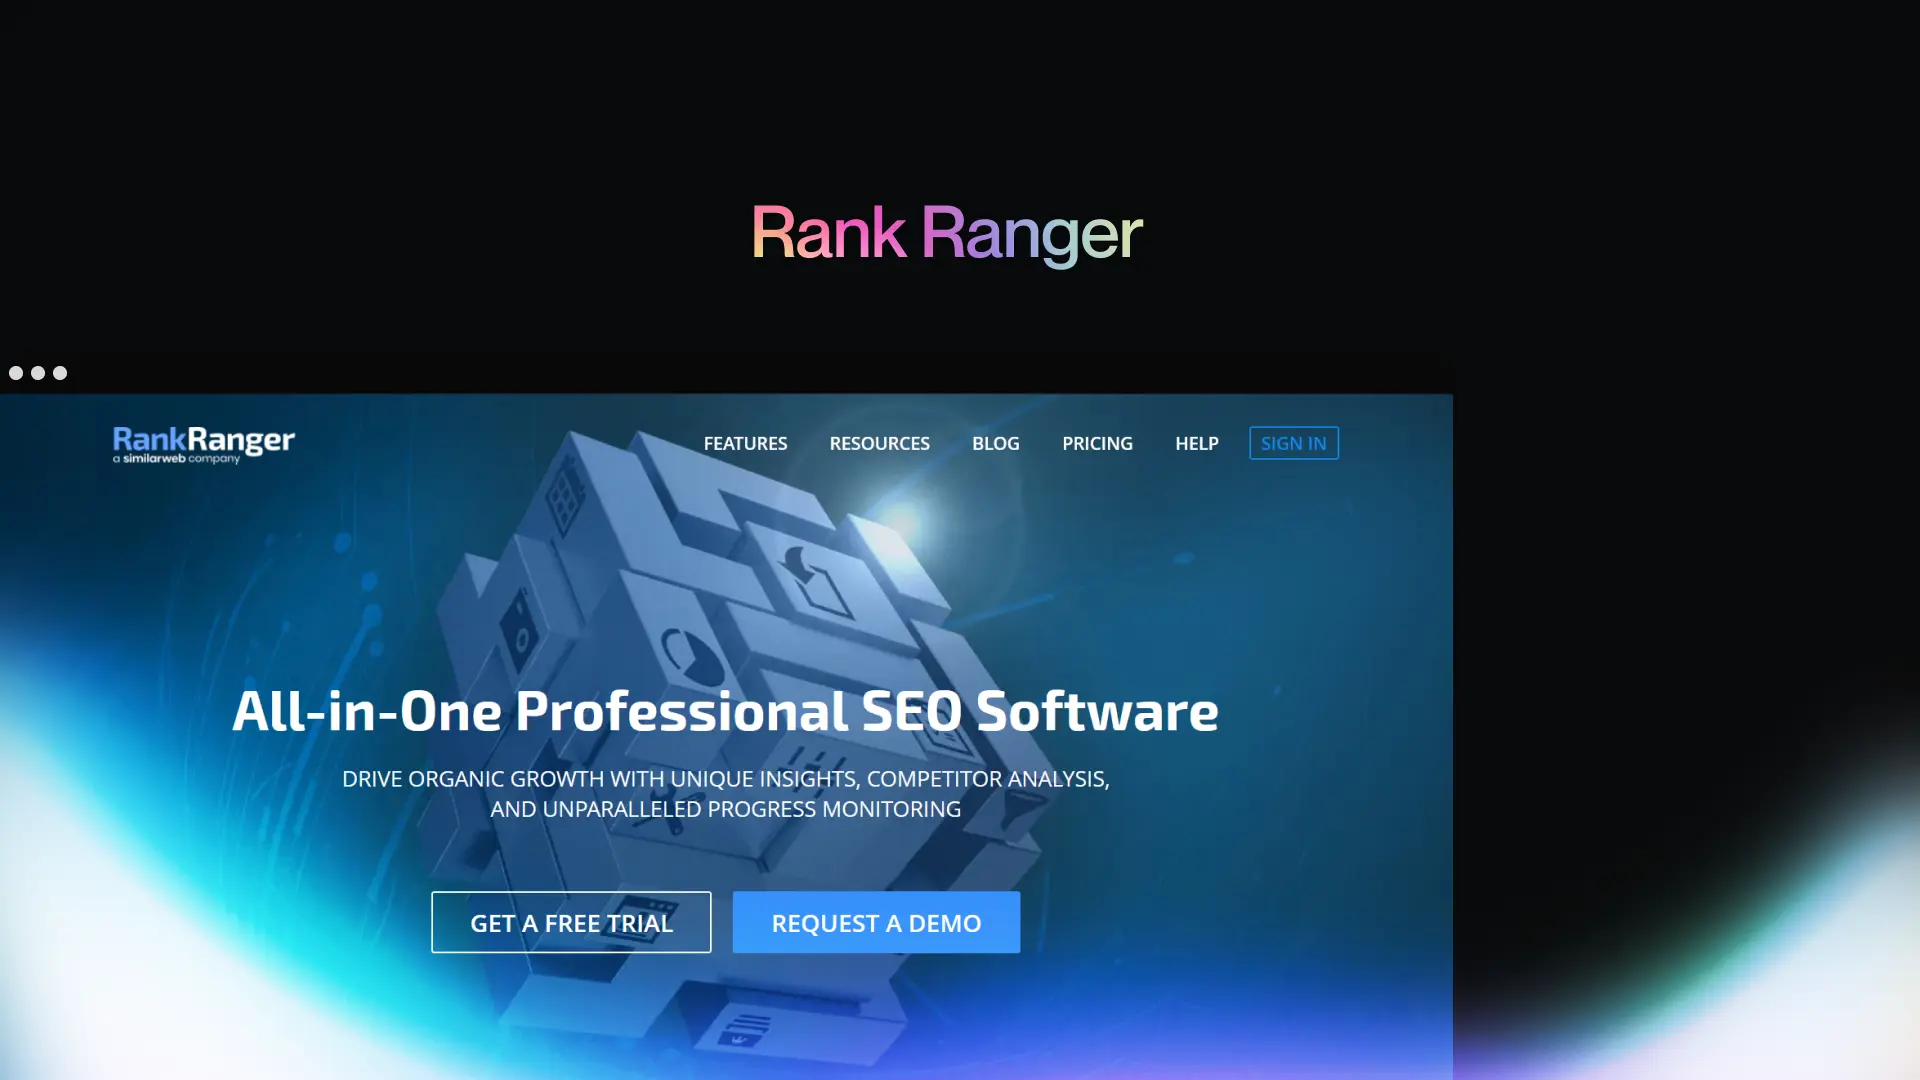 Rank Ranger
RankRanger
a similarweb company
FEATURES
RESOURCES
BLOG
PRICING
HELP
SIGN IN
All-in-One Professional SEO Software
DRIVE ORGANIC GROWTH WITH UNIQUE INSIGHTS, COMPETITOR ANALYSIS,
AND UNPARALLELED PROGRESS MONITORING
GET A FREE TRIAL
REQUEST A DEMO